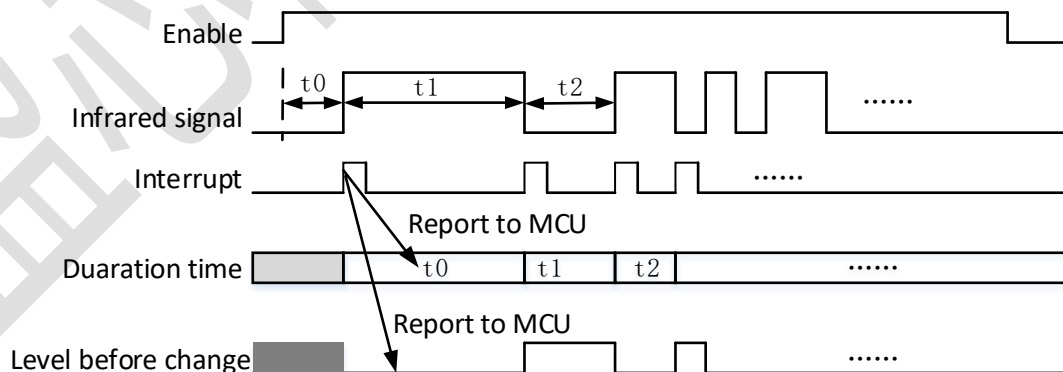 Enable
t0 t1 t2
Infrared signal ......
Interrupt ......
Report to MCU
Duaration time t0 t1 t2 ......
Report to MCU
Level before change ......